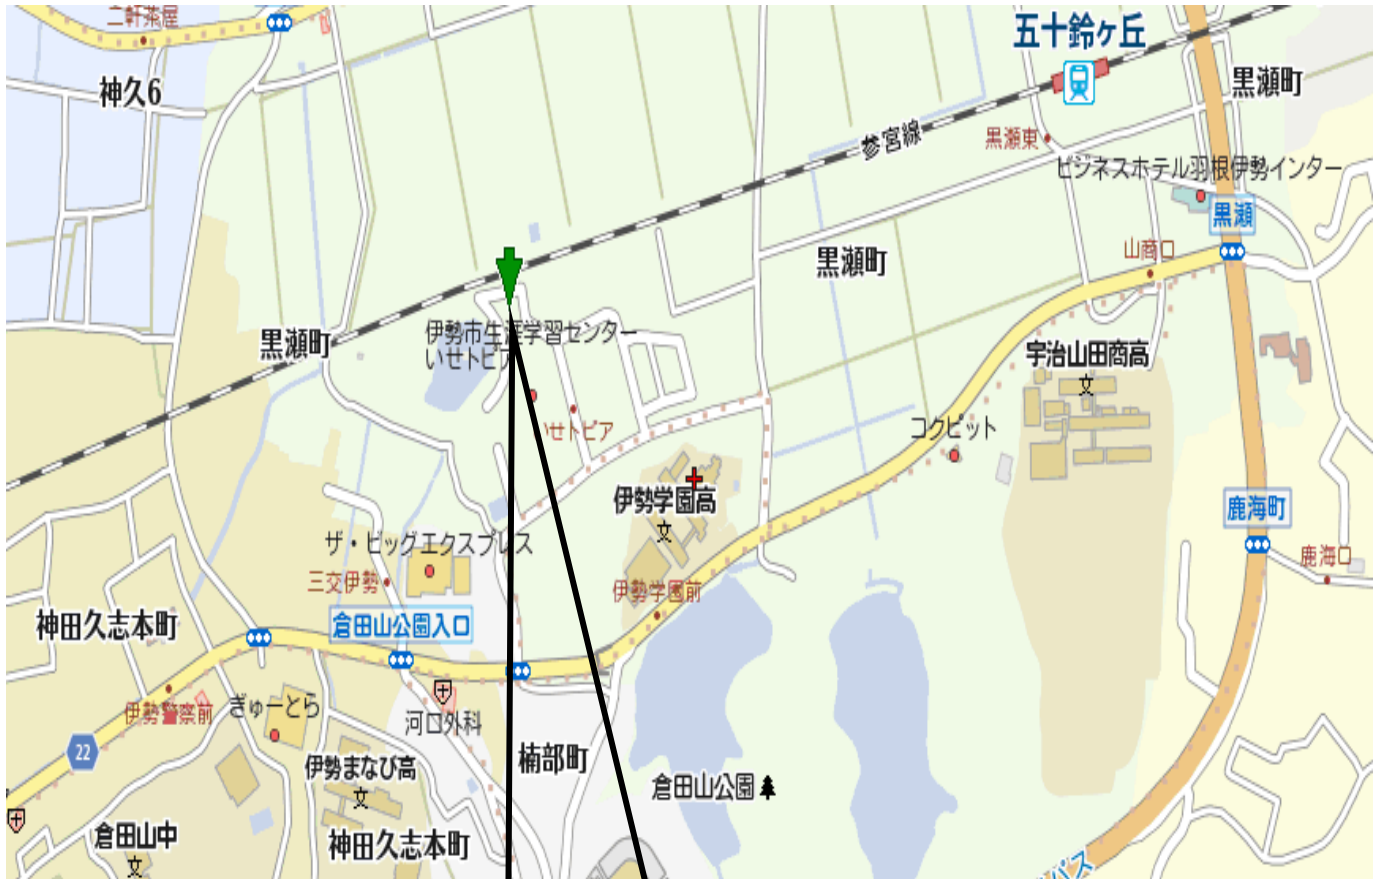 二軒茶屋
五十鈴ヶ丘
神久6
黒瀬町
参宮線
黒瀬東
ビジネスホテル羽根伊勢インター
黒瀬
山商口
黒瀬町
黒瀬町
伊勢市生涯学習センター
いせトピア
宇治山田商高
文
いせトピア
コクピット
伊勢学園高
文
鹿海町
ザ・ビッグエクスプレス
鹿海口
三交伊勢
伊勢学園前
神田久志本町
倉田山公園入口
伊勢警察前
ぎゅーとら
河口外科
22
楠部町
伊勢まなび高
文
倉田山公園
倉田山中
文
神田久志本町
バス